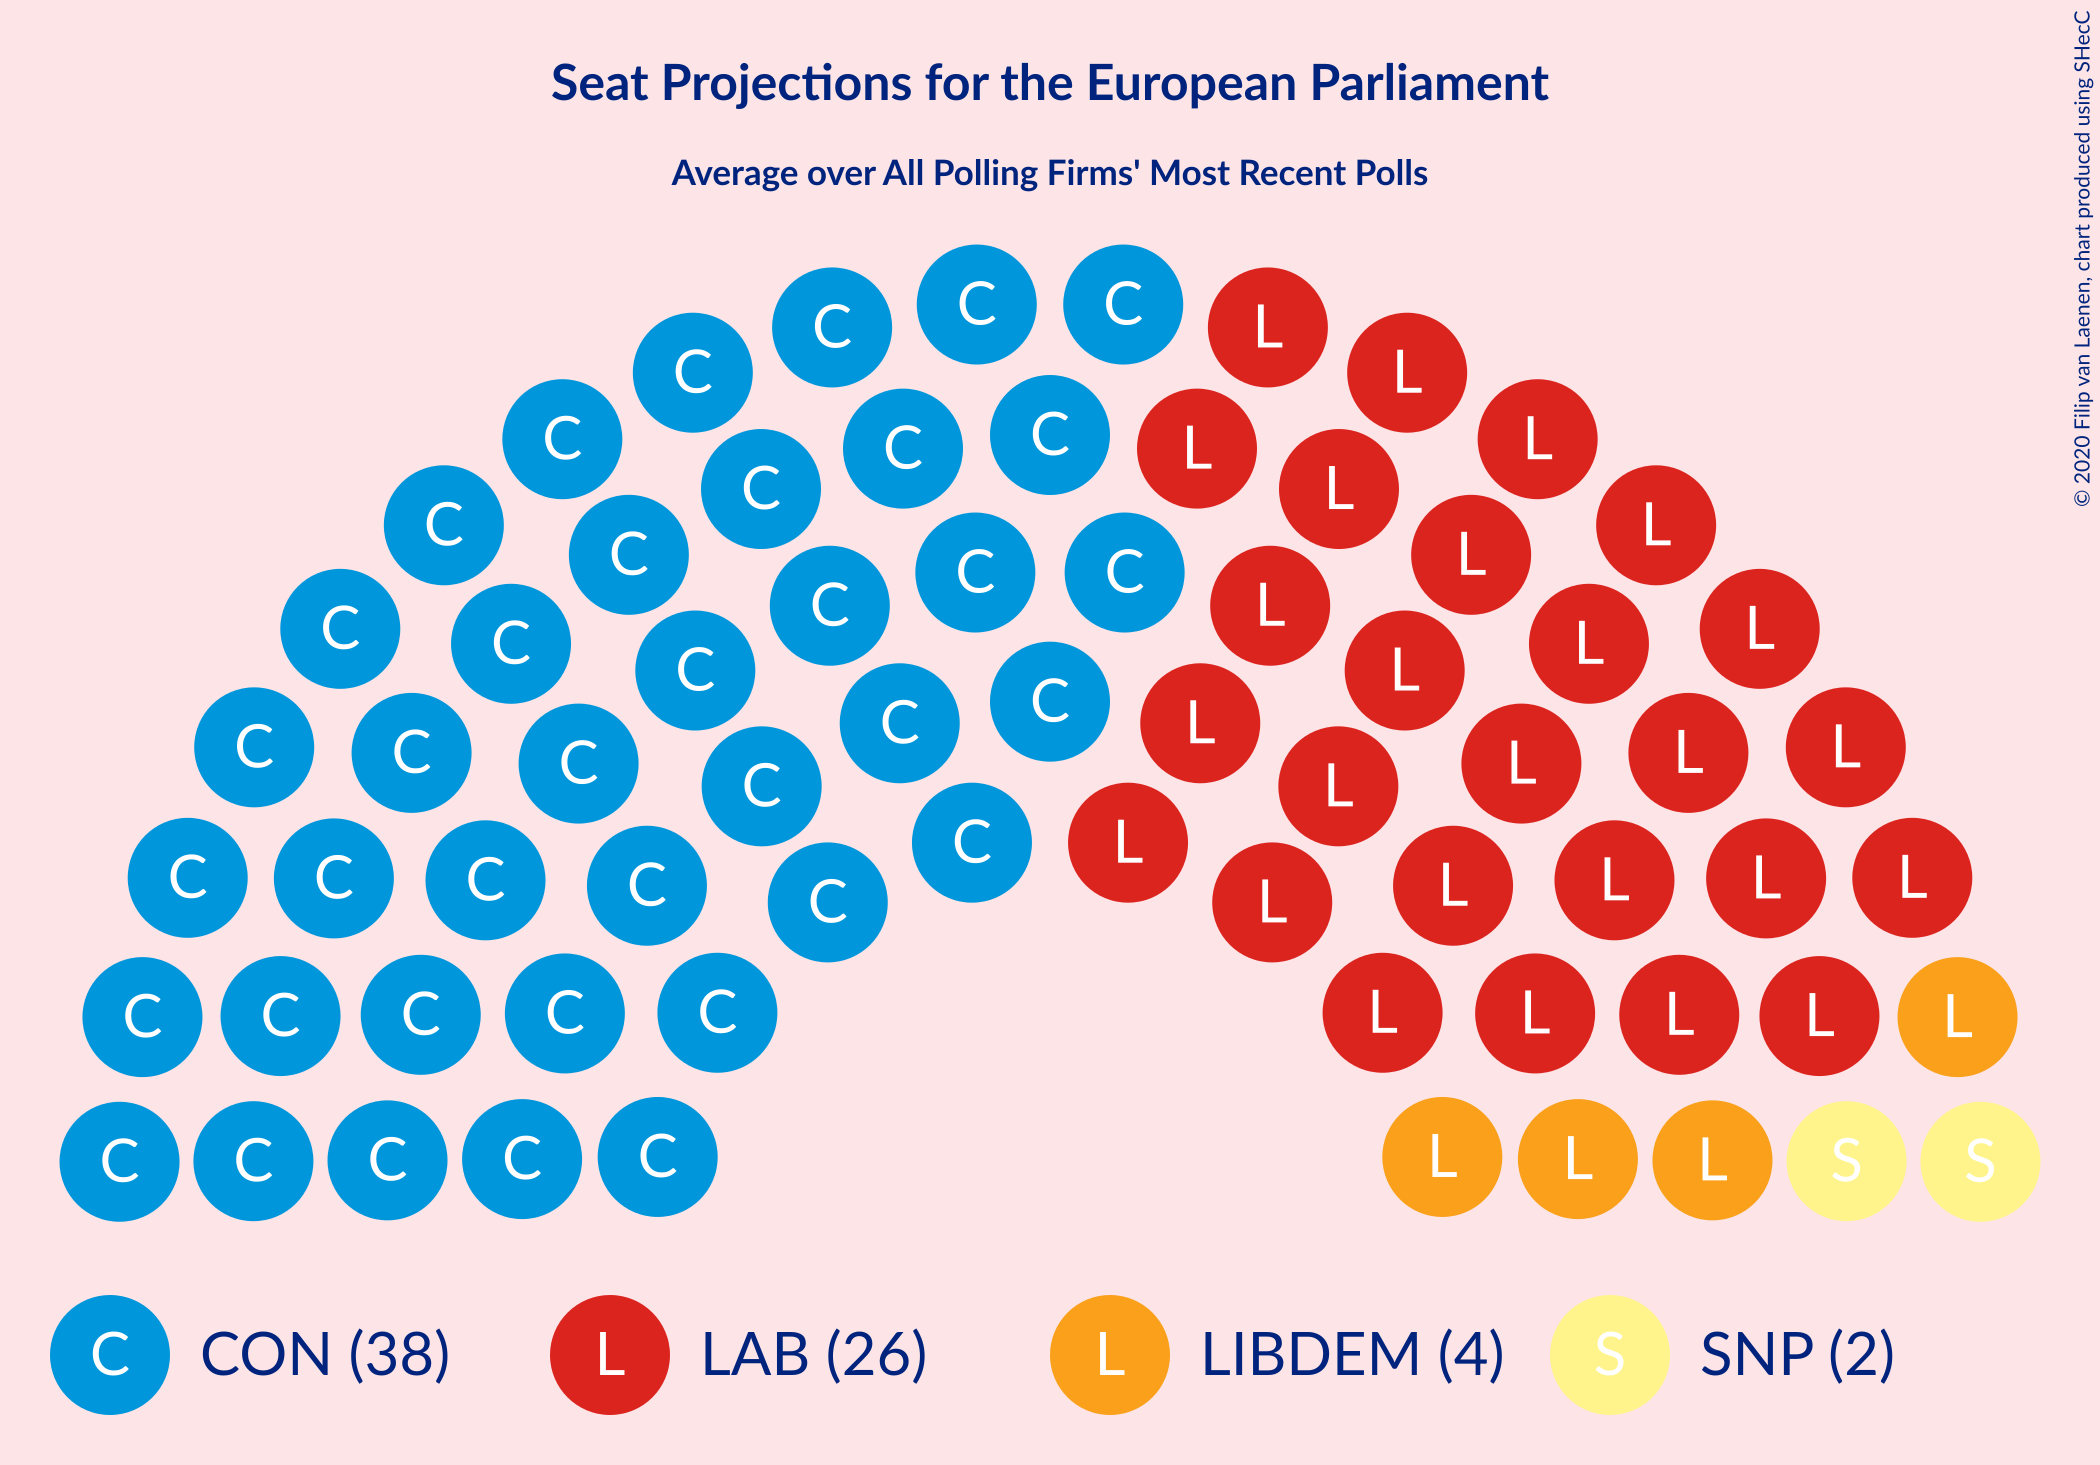 Seat Projections for the European Parliament
Average over All Polling Firms' Most Recent Polls
© 2020 Filip van Laenen, chart produced using SHecC
C C
C L
C L
C C C L L
C L
C L
C L
C C
C L
C L
C L
C L
C
C L
C C C L L L
C L
C L
C C C C C L L L L L
C C C C C L L L L L
C C C C C L L L S S
C CON (38) L LAB (26) L LIBDEM (4) S SNP (2)